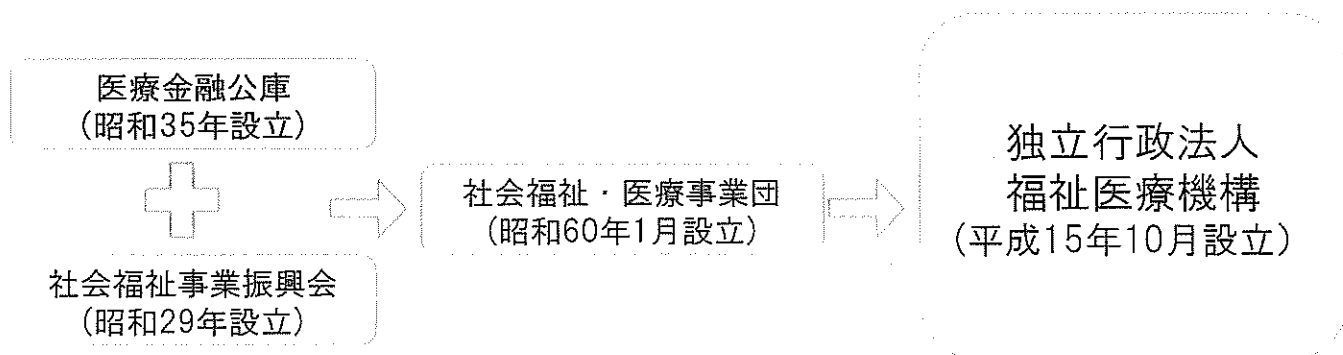 医療金融公庫
（昭和35年設立）
社会福祉事業振興会
（昭和29年設立）
社会福祉・医療事業団
（昭和60年1月設立）
独立行政法人
福祉医療機構
（平成15年10月設立）